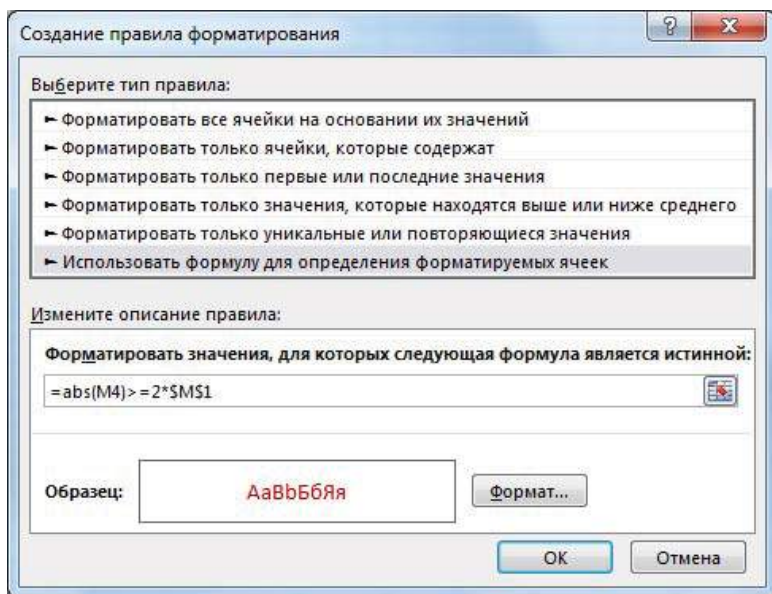 Создание правила форматирования
Выберите тип правила:
► Форматировать все ячейки на основании их значений
► Форматировать только ячейки, которые содержат
► Форматировать только первые или последние значения
► Форматировать только значения, которые находятся выше или ниже среднего
► Форматировать только уникальные или повторяющиеся значения
► Использовать формулу для определения форматируемых ячеек
Измените описание правила:
Форматировать значения, для которых следующая формула является истинной:
=abs(M4)>=2*$M$1
Образец:
АаВbБбЯя
Формат...
ОК
Отмена